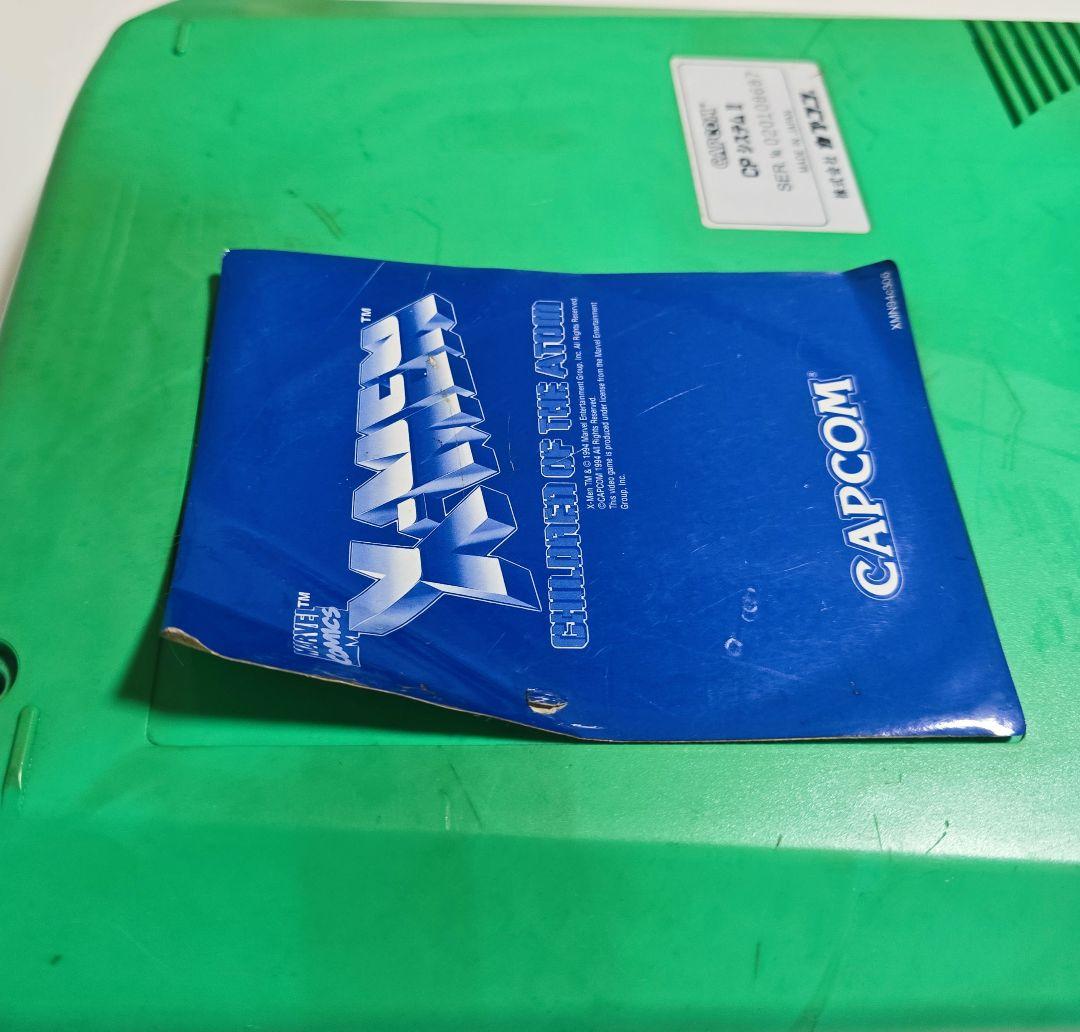 CAPCOM®
CPシステムⅡ
SER. № 020108687
MADE IN JAPAN
株式会社 カプコン
MARVEL
COMICS™
X-MEN™
CHILDREN OF THE ATOM
X-Men TM & © 1994 Marvel Entertainment Group, Inc. All Rights Reserved.
©CAPCOM 1994 All Rights Reserved.
This video game is produced under license from the Marvel Entertainment
Group, Inc.
CAPCOM®
XMN94c306